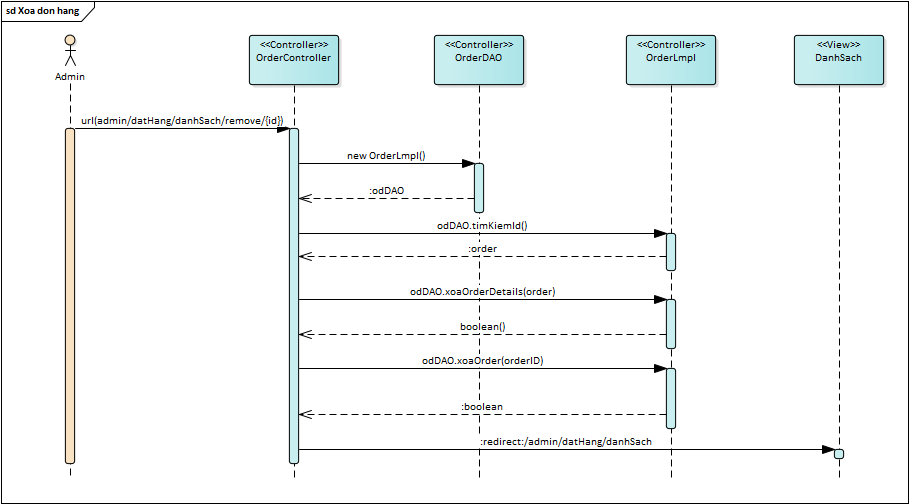 sd Xoa don hang
Admin
<<Controller>>
OrderController
<<Controller>>
OrderDAO
<<Controller>>
OrderLmpl
<<View>>
DanhSach
url(admin/datHang/danhSach/remove/{id})
new OrderLmpl()
:odDAO
odDAO.timKiemId()
:order
odDAO.xoaOrderDetails(order)
boolean()
odDAO.xoaOrder(orderID)
:boolean
:redirect:/admin/datHang/danhSach